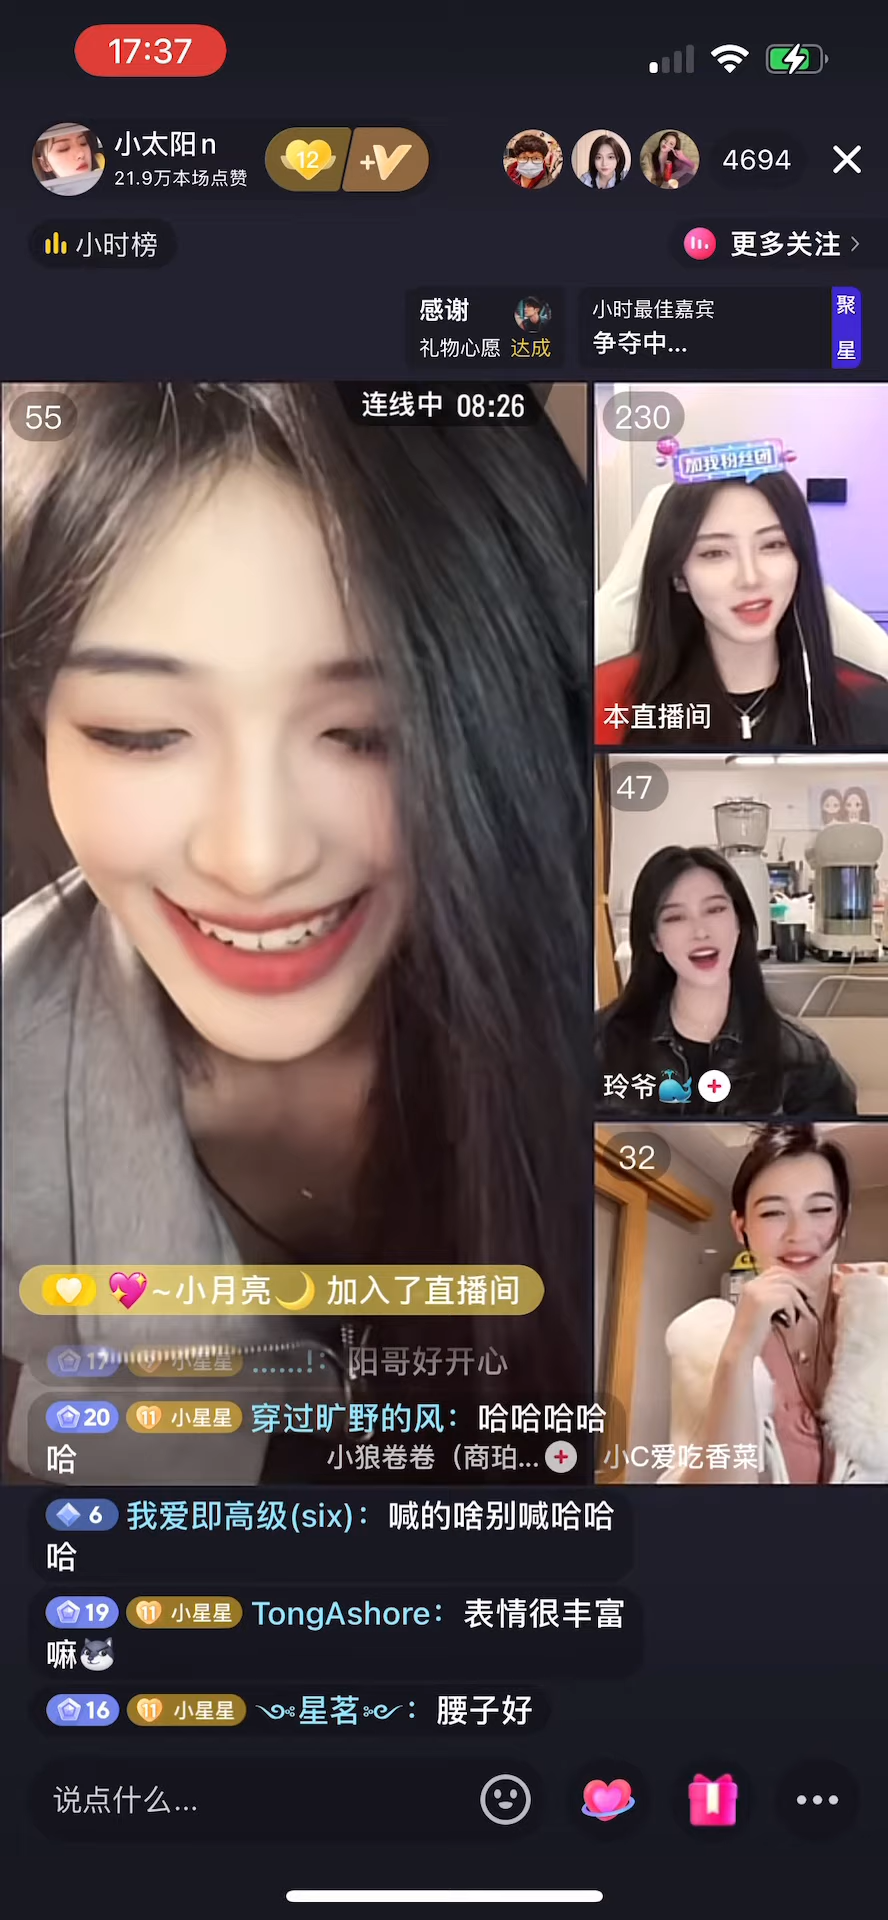 17:37
小太阳n
21.9万本场点赞
12
+V
4694
小时榜
更多关注
感谢
礼物心愿 达成
小时最佳嘉宾
争夺中...
聚星
55
连线中 08:26
230
加我粉丝团
本直播间
47
玲爷🐳
32
💖~小月亮🌙 加入了直播间
17 小星星 ......!： 阳哥好开心
20 11 小星星 穿过旷野的风： 哈哈哈哈
哈
小狼卷卷（商珀...
小C爱吃香菜
6 我爱即高级(six)： 喊的啥别喊哈哈
哈
19 11 小星星 TongAshore： 表情很丰富
嘛
16 11 小星星 星茗： 腰子好
说点什么...